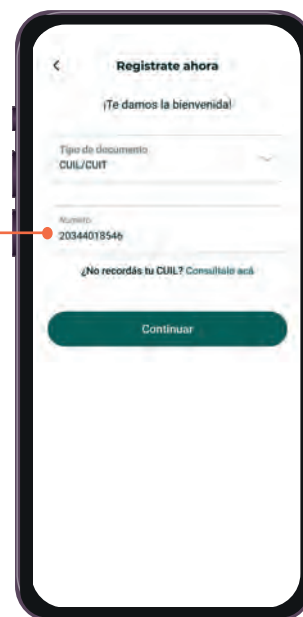 Registrate ahora
¡Te damos la bienvenida!
Tipo de documento
CUIL/CUIT
Número
20344018546
¿No recordás tu CUIL? Consultalo acá
Continuar